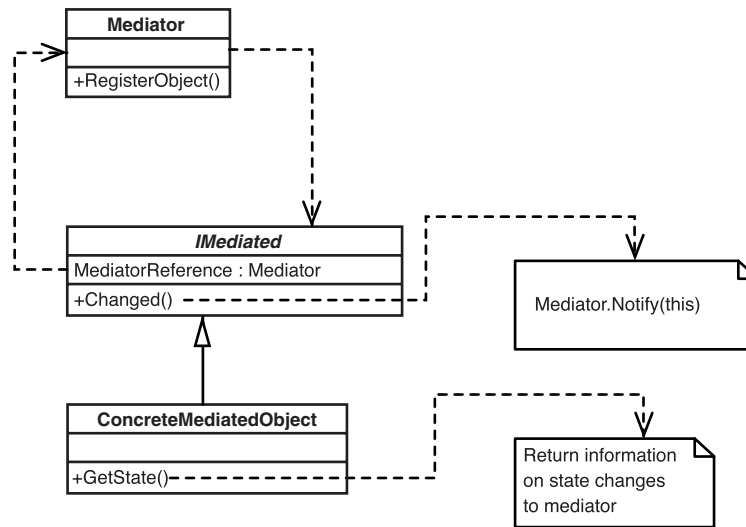 Mediator
+RegisterObject()
IMediated
MediatorReference : Mediator
+Changed()
Mediator.Notify(this)
ConcreteMediatedObject
+GetState()
Return information
on state changes
to mediator